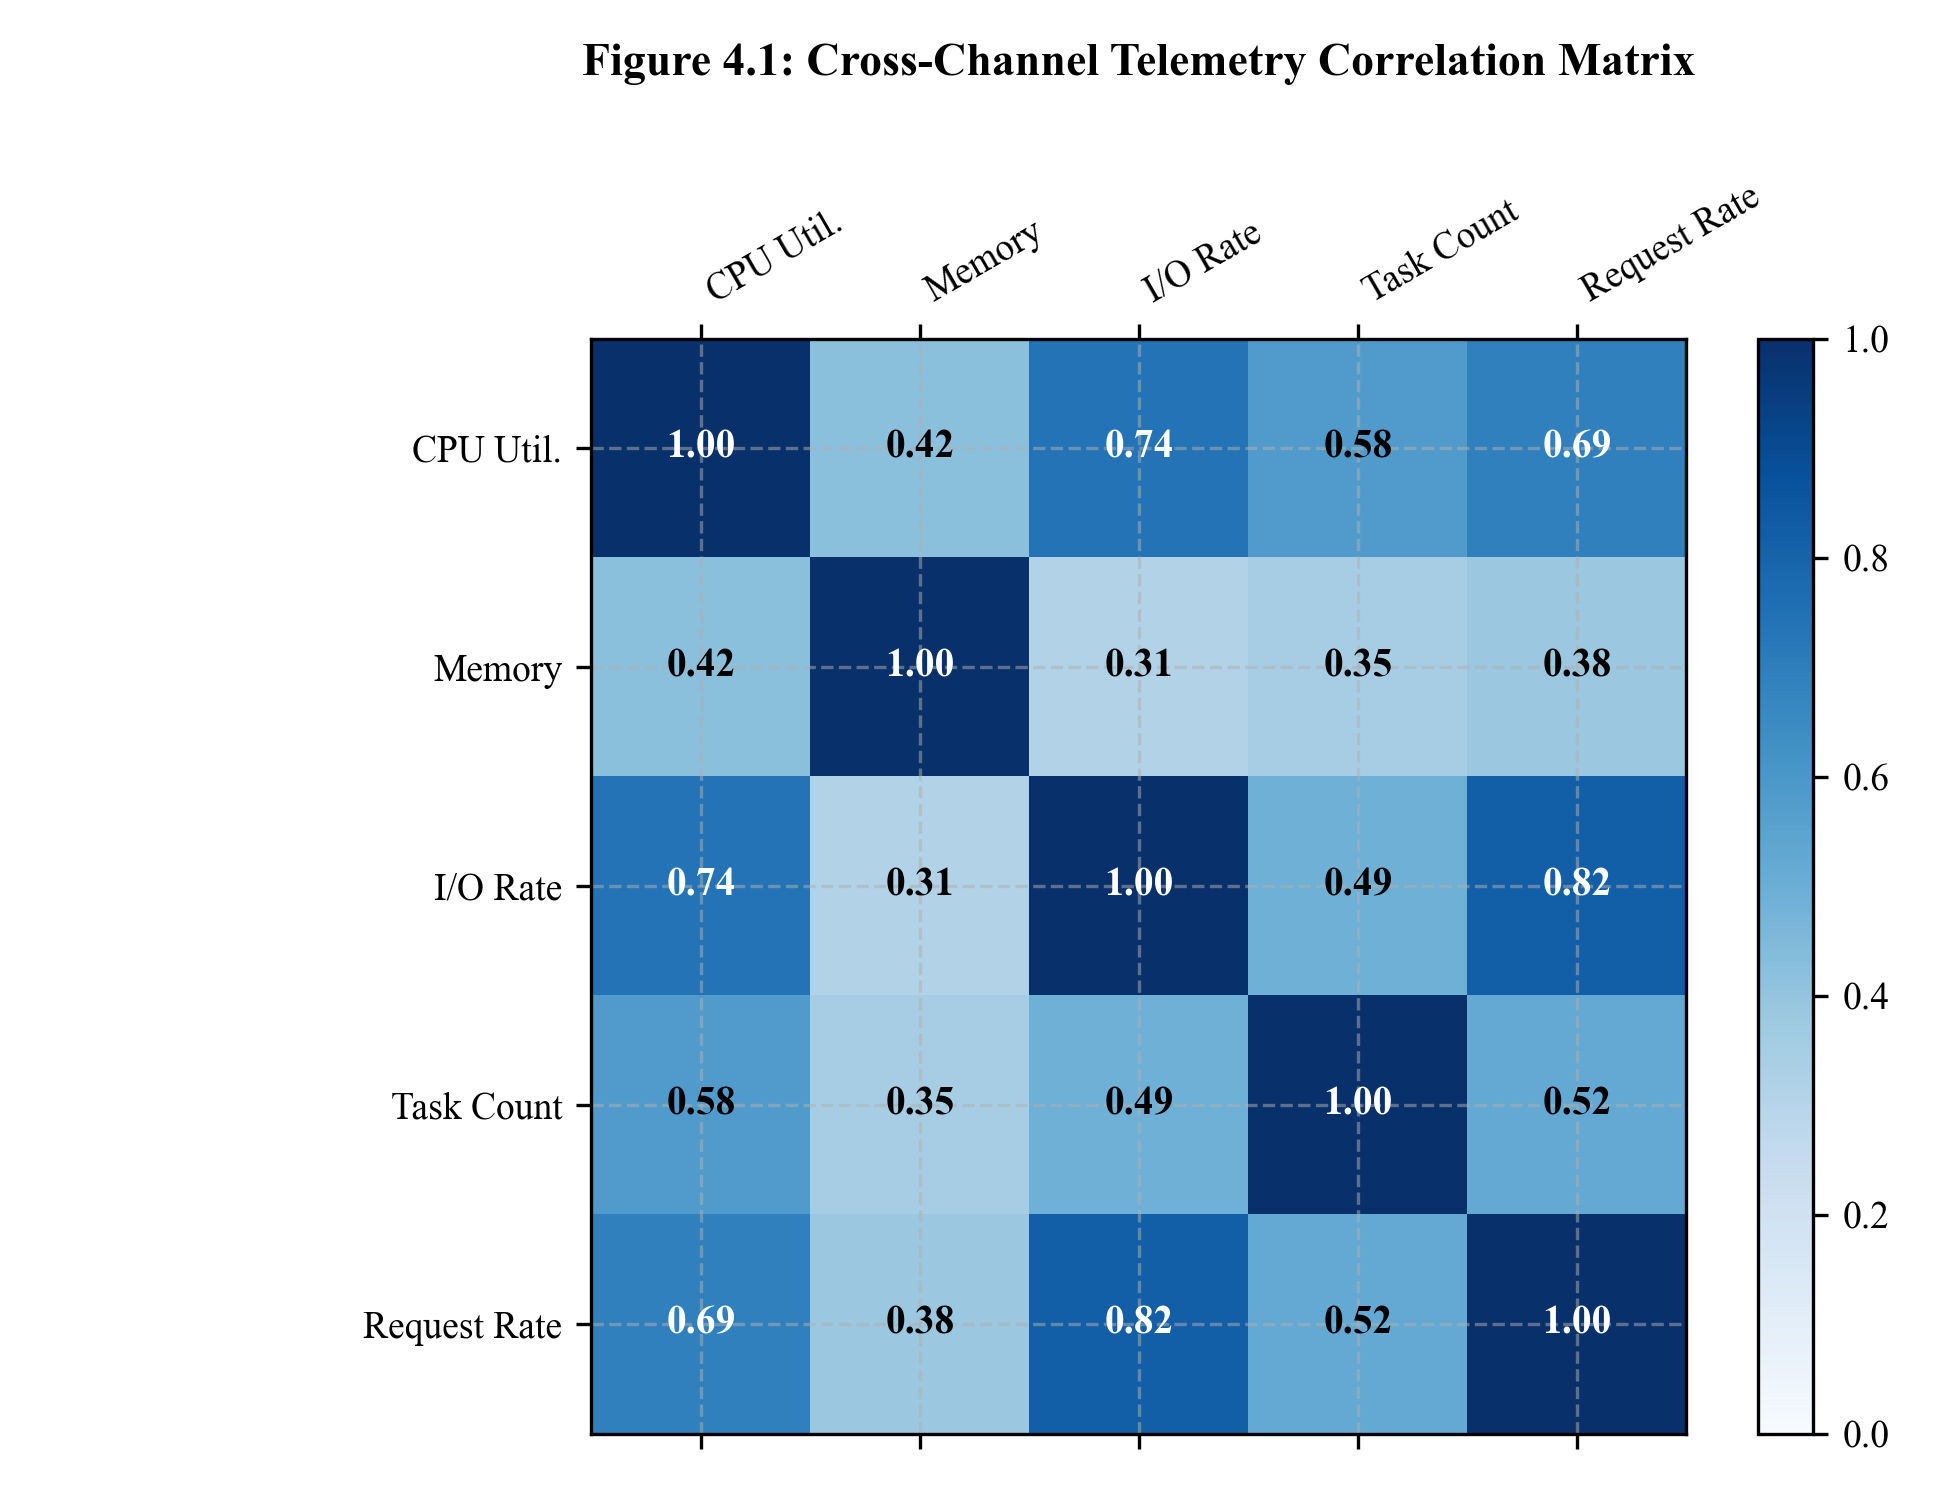 Figure 4.1: Cross-Channel Telemetry Correlation Matrix
CPU Util. Memory I/O Rate Task Count Request Rate
CPU Util. 1.00 0.42 0.74 0.58 0.69
Memory 0.42 1.00 0.31 0.35 0.38
I/O Rate 0.74 0.31 1.00 0.49 0.82
Task Count 0.58 0.35 0.49 1.00 0.52
Request Rate 0.69 0.38 0.82 0.52 1.00
1.0
0.8
0.6
0.4
0.2
0.0